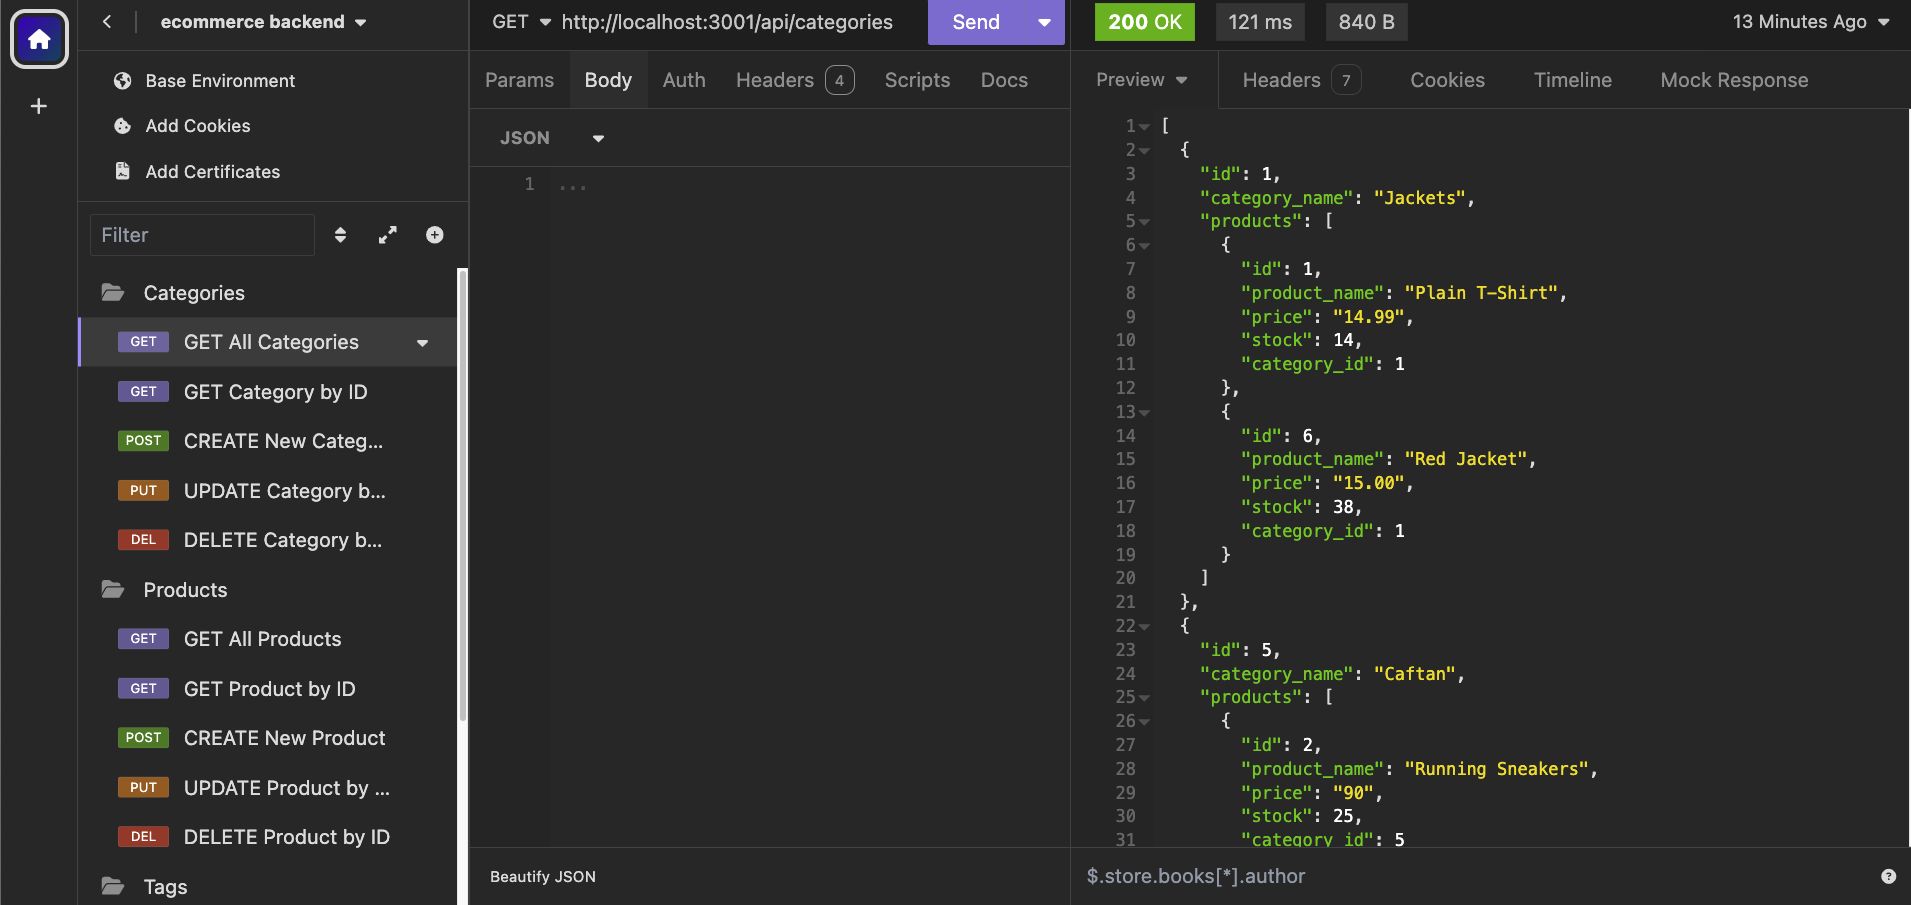 ecommerce backend
Base Environment
Add Cookies
Add Certificates
Filter
Categories
GET GET All Categories
GET GET Category by ID
POST CREATE New Categ...
PUT UPDATE Category b...
DEL DELETE Category b...
Products
GET GET All Products
GET GET Product by ID
POST CREATE New Product
PUT UPDATE Product by ...
DEL DELETE Product by ID
Tags
GET http://localhost:3001/api/categories Send
Params Body Auth Headers 4 Scripts Docs
JSON
1 ...
Beautify JSON
200 OK 121 ms 840 B 13 Minutes Ago
Preview Headers 7 Cookies Timeline Mock Response
1 [
2 {
3 "id": 1,
4 "category_name": "Jackets",
5 "products": [
6 {
7 "id": 1,
8 "product_name": "Plain T-Shirt",
9 "price": "14.99",
10 "stock": 14,
11 "category_id": 1
12 },
13 {
14 "id": 6,
15 "product_name": "Red Jacket",
16 "price": "15.00",
17 "stock": 38,
18 "category_id": 1
19 }
20 ]
21 },
22 {
23 "id": 5,
24 "category_name": "Caftan",
25 "products": [
26 {
27 "id": 2,
28 "product_name": "Running Sneakers",
29 "price": "90",
30 "stock": 25,
31 "category_id": 5
$.store.books[*].author